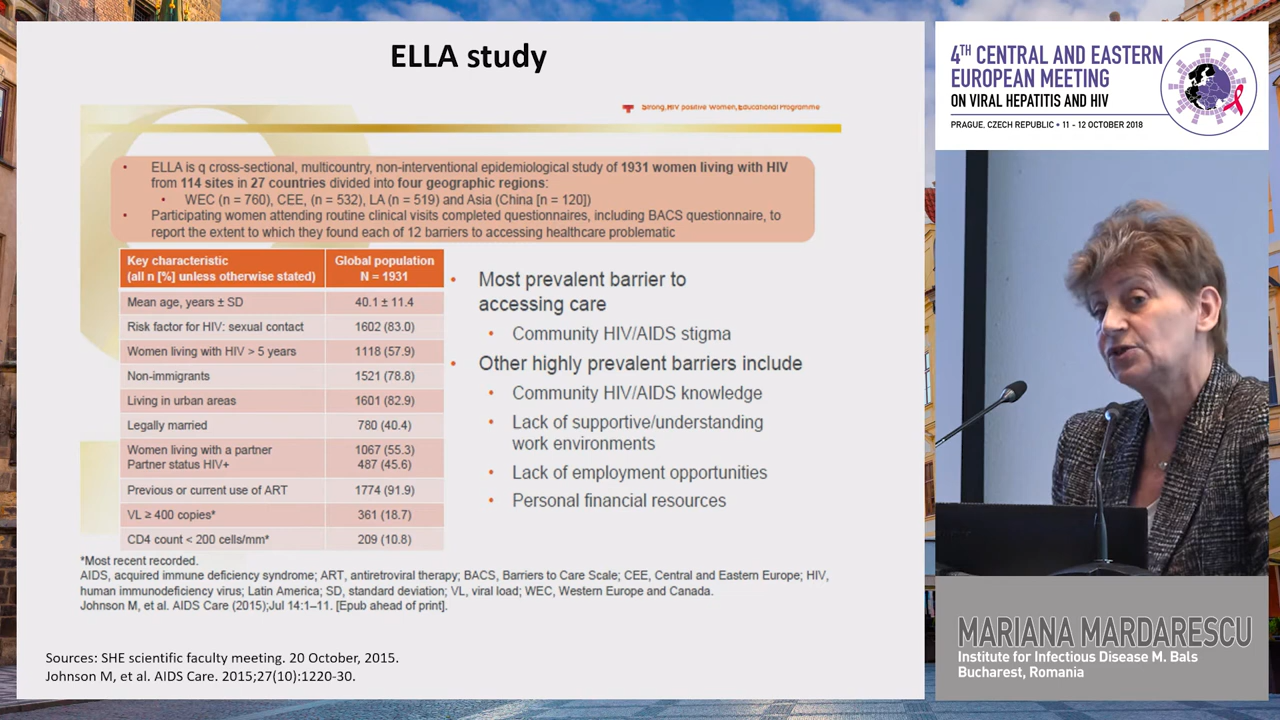 ELLA study
Strong, HIV positive Women, Educational Programme
• ELLA is q cross-sectional, multicountry, non-interventional epidemiological study of 1931 women living with HIV
from 114 sites in 27 countries divided into four geographic regions:
• WEC (n = 760), CEE, (n = 532), LA (n = 519) and Asia (China [n = 120])
• Participating women attending routine clinical visits completed questionnaires, including BACS questionnaire, to
report the extent to which they found each of 12 barriers to accessing healthcare problematic
Key characteristic
(all n [%] unless otherwise stated)
Global population
N = 1931
Mean age, years ± SD 40.1 ± 11.4
Risk factor for HIV: sexual contact 1602 (83.0)
Women living with HIV > 5 years 1118 (57.9)
Non-immigrants 1521 (78.8)
Living in urban areas 1601 (82.9)
Legally married 780 (40.4)
Women living with a partner 1067 (55.3)
Partner status HIV+ 487 (45.6)
Previous or current use of ART 1774 (91.9)
VL ≥ 400 copies* 361 (18.7)
CD4 count < 200 cells/mm* 209 (10.8)
• Most prevalent barrier to
accessing care
• Community HIV/AIDS stigma
• Other highly prevalent barriers include
• Community HIV/AIDS knowledge
• Lack of supportive/understanding
work environments
• Lack of employment opportunities
• Personal financial resources
*Most recent recorded.
AIDS, acquired immune deficiency syndrome; ART, antiretroviral therapy; BACS, Barriers to Care Scale; CEE, Central and Eastern Europe; HIV,
human immunodeficiency virus; Latin America; SD, standard deviation; VL, viral load; WEC, Western Europe and Canada.
Johnson M, et al. AIDS Care (2015);Jul 14:1–11. [Epub ahead of print].
Sources: SHE scientific faculty meeting. 20 October, 2015.
Johnson M, et al. AIDS Care. 2015;27(10):1220-30.
4TH CENTRAL AND EASTERN
EUROPEAN MEETING
ON VIRAL HEPATITIS AND HIV
PRAGUE, CZECH REPUBLIC • 11 - 12 OCTOBER 2018
MARIANA MARDARESCU
Institute for Infectious Disease M. Bals
Bucharest, Romania